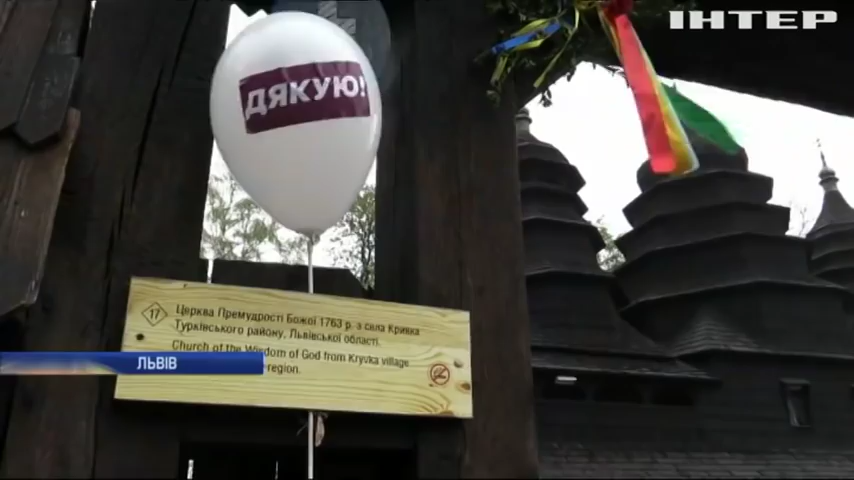 ІНТЕР
ДЯКУЮ!
17
Церква Премудрості Божої 1763 р. з села Кривка
Турківського району, Львівської області.
Church of the Wisdom of God from Kryvka village
region.
ЛЬВІВ